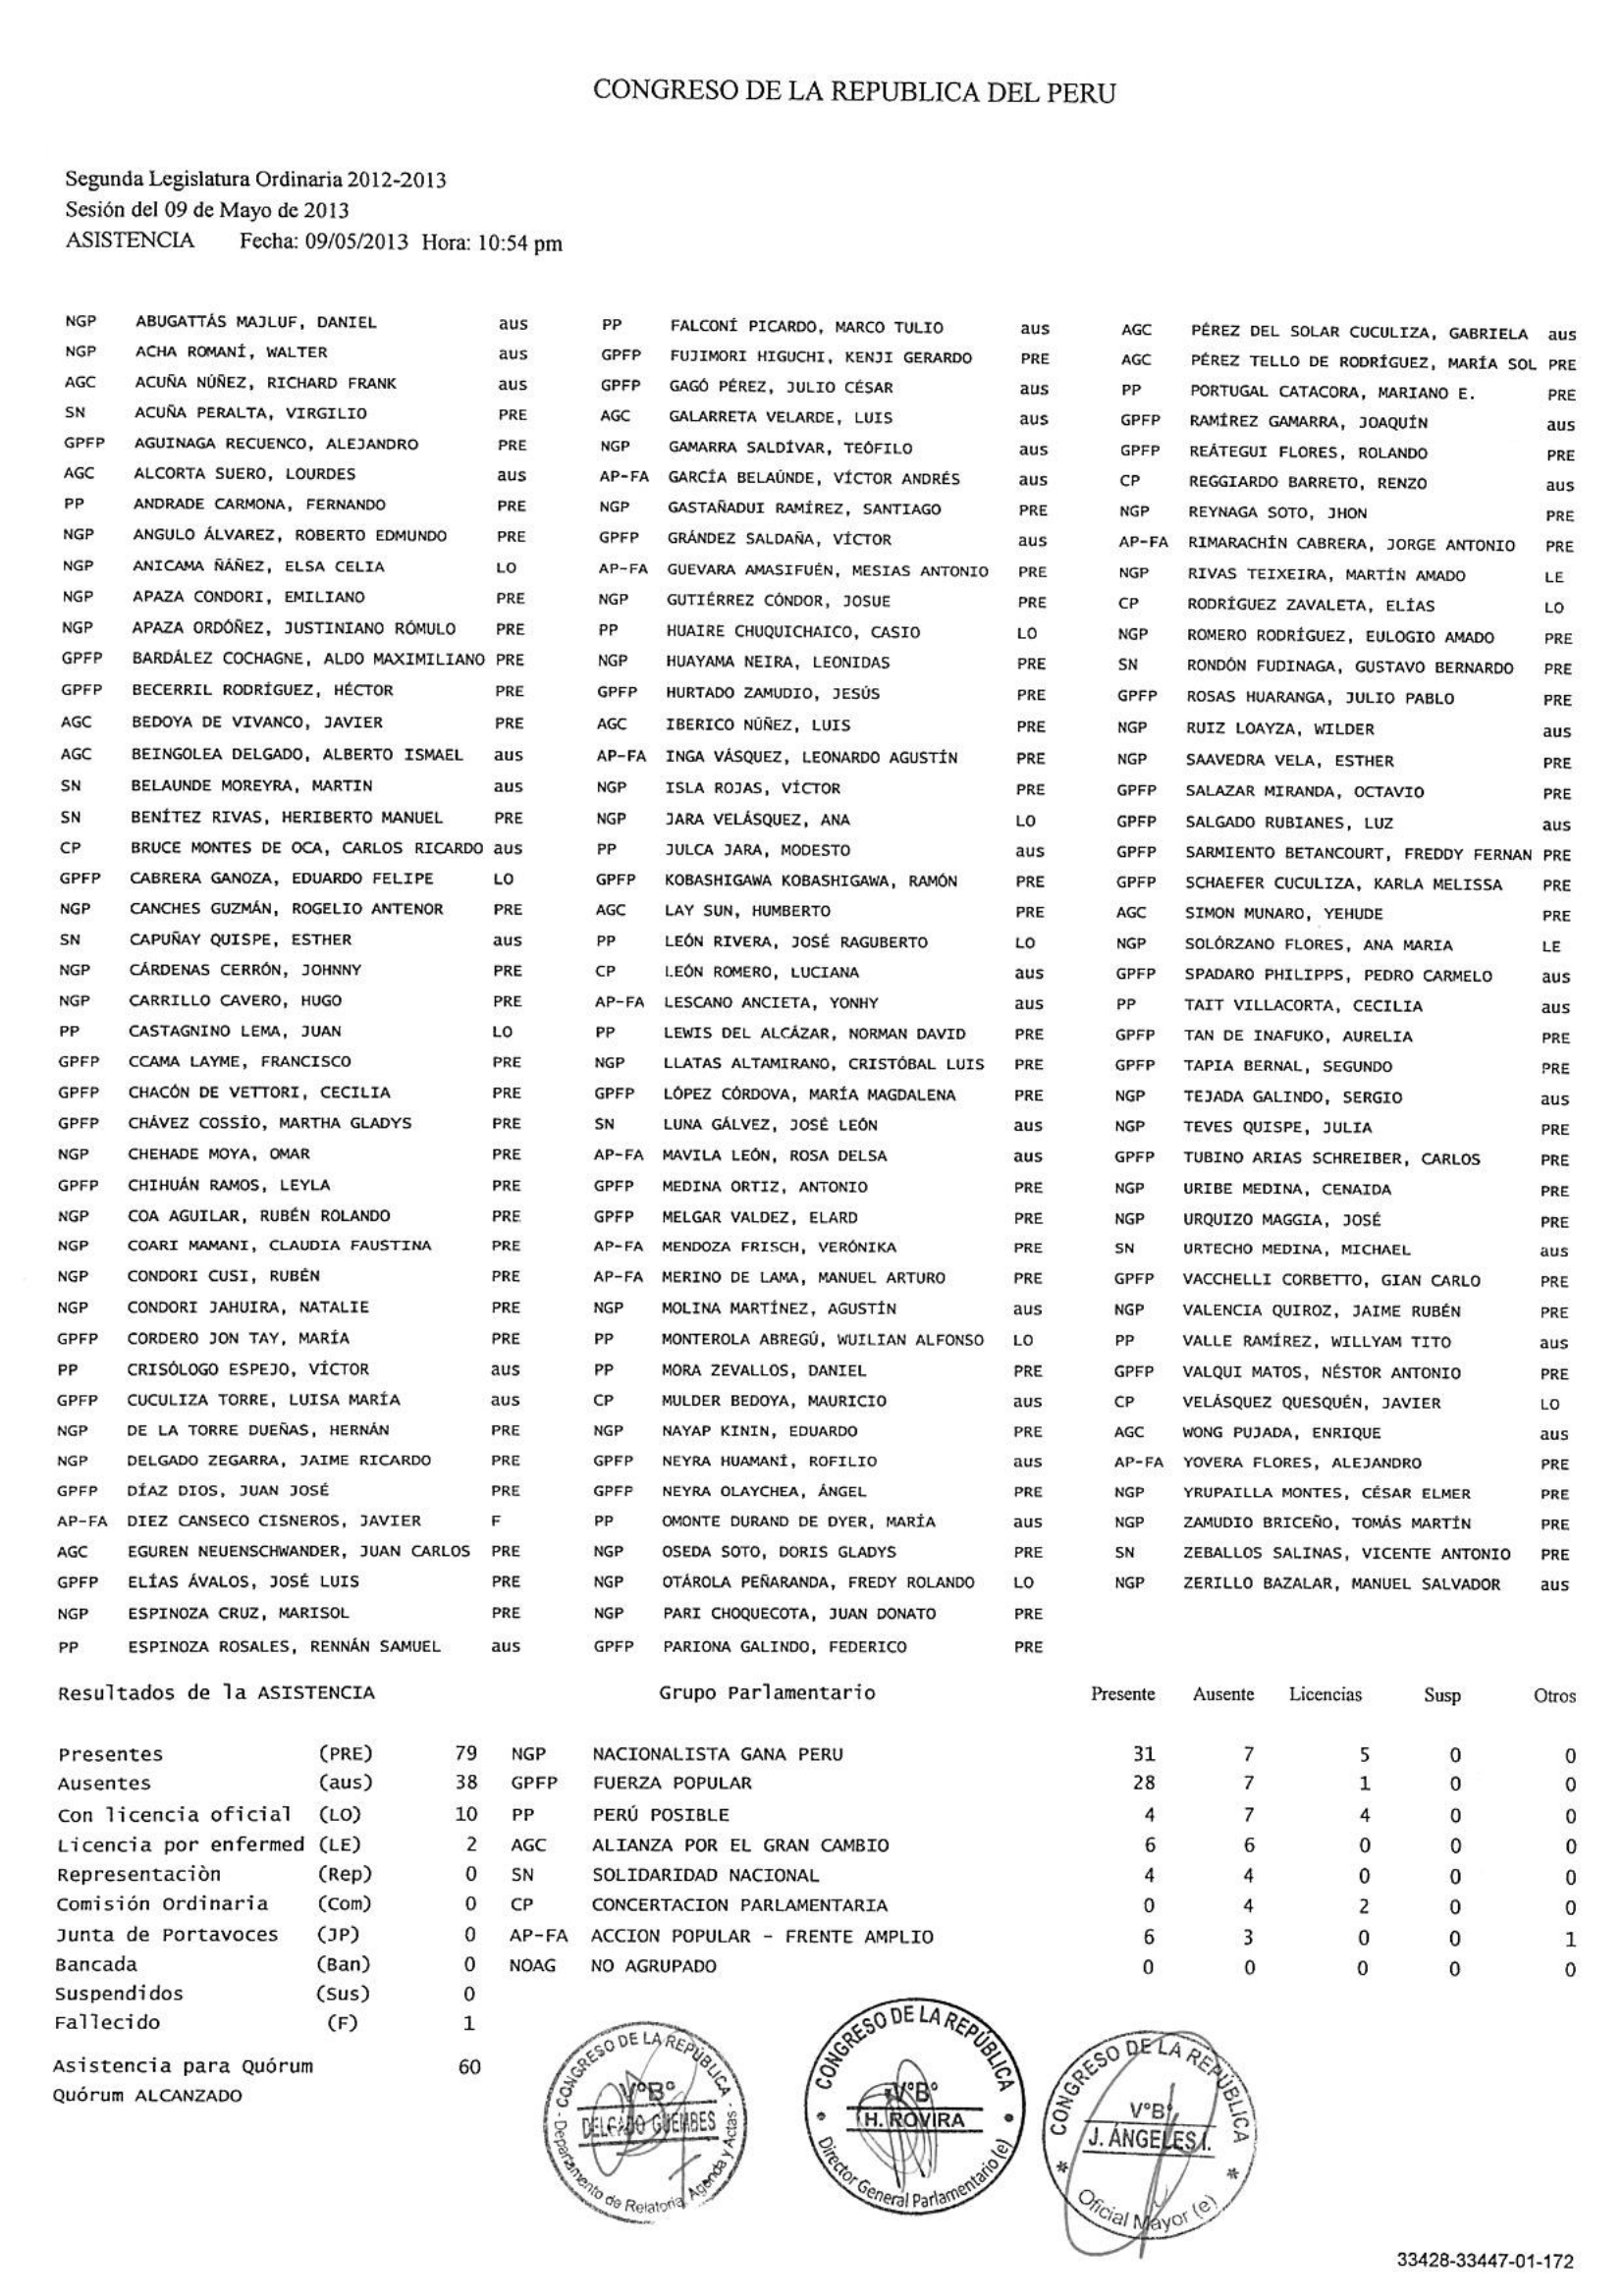 CONGRESO DE LA REPUBLICA DEL PERU
Segunda Legislatura Ordinaria 2012-2013
Sesión del 09 de Mayo de 2013
ASISTENCIA Fecha: 09/05/2013 Hora: 10:54 pm
NGP ABUGATTÁS MAJLUF, DANIEL aus
NGP ACHA ROMANÍ, WALTER aus
AGC ACUÑA NÚÑEZ, RICHARD FRANK aus
SN ACUÑA PERALTA, VIRGILIO PRE
GPFP AGUINAGA RECUENCO, ALEJANDRO PRE
AGC ALCORTA SUERO, LOURDES aus
PP ANDRADE CARMONA, FERNANDO PRE
NGP ANGULO ÁLVAREZ, ROBERTO EDMUNDO PRE
NGP ANICAMA ÑÁÑEZ, ELSA CELIA LO
NGP APAZA CONDORI, EMILIANO PRE
NGP APAZA ORDÓÑEZ, JUSTINIANO RÓMULO PRE
GPFP BARDÁLEZ COCHAGNE, ALDO MAXIMILIANO PRE
GPFP BECERRIL RODRÍGUEZ, HÉCTOR PRE
AGC BEDOYA DE VIVANCO, JAVIER PRE
AGC BEINGOLEA DELGADO, ALBERTO ISMAEL aus
SN BELAUNDE MOREYRA, MARTIN aus
SN BENÍTEZ RIVAS, HERIBERTO MANUEL PRE
CP BRUCE MONTES DE OCA, CARLOS RICARDO aus
GPFP CABRERA GANOZA, EDUARDO FELIPE LO
NGP CANCHES GUZMÁN, ROGELIO ANTENOR PRE
SN CAPUÑAY QUISPE, ESTHER aus
NGP CÁRDENAS CERRÓN, JOHNNY PRE
NGP CARRILLO CAVERO, HUGO PRE
PP CASTAGNINO LEMA, JUAN LO
GPFP CCAMA LAYME, FRANCISCO PRE
GPFP CHACÓN DE VETTORI, CECILIA PRE
GPFP CHÁVEZ COSSÍO, MARTHA GLADYS PRE
NGP CHEHADE MOYA, OMAR PRE
GPFP CHIHUÁN RAMOS, LEYLA PRE
NGP COA AGUILAR, RUBÉN ROLANDO PRE
NGP COARI MAMANI, CLAUDIA FAUSTINA PRE
NGP CONDORI CUSI, RUBÉN PRE
NGP CONDORI JAHUIRA, NATALIE PRE
GPFP CORDERO JON TAY, MARÍA PRE
PP CRISÓLOGO ESPEJO, VÍCTOR aus
GPFP CUCULIZA TORRE, LUISA MARÍA aus
NGP DE LA TORRE DUEÑAS, HERNÁN PRE
NGP DELGADO ZEGARRA, JAIME RICARDO PRE
GPFP DÍAZ DIOS, JUAN JOSÉ PRE
AP-FA DIEZ CANSECO CISNEROS, JAVIER F
AGC EGUREN NEUENSCHWANDER, JUAN CARLOS PRE
GPFP ELÍAS ÁVALOS, JOSÉ LUIS PRE
NGP ESPINOZA CRUZ, MARISOL PRE
PP ESPINOZA ROSALES, RENNÁN SAMUEL aus
PP FALCONÍ PICARDO, MARCO TULIO aus
GPFP FUJIMORI HIGUCHI, KENJI GERARDO PRE
GPFP GAGÓ PÉREZ, JULIO CÉSAR aus
AGC GALARRETA VELARDE, LUIS aus
NGP GAMARRA SALDÍVAR, TEÓFILO aus
AP-FA GARCÍA BELAÚNDE, VÍCTOR ANDRÉS aus
NGP GASTAÑADUI RAMÍREZ, SANTIAGO PRE
GPFP GRÁNDEZ SALDAÑA, VÍCTOR aus
AP-FA GUEVARA AMASIFUÉN, MESIAS ANTONIO PRE
NGP GUTIÉRREZ CÓNDOR, JOSUE PRE
PP HUAIRE CHUQUICHAICO, CASIO LO
NGP HUAYAMA NEIRA, LEONIDAS PRE
GPFP HURTADO ZAMUDIO, JESÚS PRE
AGC IBERICO NÚÑEZ, LUIS PRE
AP-FA INGA VÁSQUEZ, LEONARDO AGUSTÍN PRE
NGP ISLA ROJAS, VÍCTOR PRE
NGP JARA VELÁSQUEZ, ANA LO
PP JULCA JARA, MODESTO aus
GPFP KOBASHIGAWA KOBASHIGAWA, RAMÓN PRE
AGC LAY SUN, HUMBERTO PRE
PP LEÓN RIVERA, JOSÉ RAGUBERTO LO
CP LEÓN ROMERO, LUCIANA aus
AP-FA LESCANO ANCIETA, YONHY aus
PP LEWIS DEL ALCÁZAR, NORMAN DAVID PRE
NGP LLATAS ALTAMIRANO, CRISTÓBAL LUIS PRE
GPFP LÓPEZ CÓRDOVA, MARÍA MAGDALENA PRE
SN LUNA GÁLVEZ, JOSÉ LEÓN aus
AP-FA MAVILA LEÓN, ROSA DELSA aus
GPFP MEDINA ORTIZ, ANTONIO PRE
GPFP MELGAR VALDEZ, ELARD PRE
AP-FA MENDOZA FRISCH, VERÓNIKA PRE
AP-FA MERINO DE LAMA, MANUEL ARTURO PRE
NGP MOLINA MARTÍNEZ, AGUSTÍN aus
PP MONTEROLA ABREGÚ, WUILIAN ALFONSO LO
PP MORA ZEVALLOS, DANIEL PRE
CP MULDER BEDOYA, MAURICIO aus
NGP NAYAP KININ, EDUARDO PRE
GPFP NEYRA HUAMANÍ, ROFILIO aus
GPFP NEYRA OLAYCHEA, ÁNGEL PRE
PP OMONTE DURAND DE DYER, MARÍA aus
NGP OSEDA SOTO, DORIS GLADYS PRE
NGP OTÁROLA PEÑARANDA, FREDY ROLANDO LO
NGP PARI CHOQUECOTA, JUAN DONATO PRE
GPFP PARIONA GALINDO, FEDERICO PRE
AGC PÉREZ DEL SOLAR CUCULIZA, GABRIELA aus
AGC PÉREZ TELLO DE RODRÍGUEZ, MARÍA SOL PRE
PP PORTUGAL CATACORA, MARIANO E. PRE
GPFP RAMÍREZ GAMARRA, JOAQUÍN aus
GPFP REÁTEGUI FLORES, ROLANDO PRE
CP REGGIARDO BARRETO, RENZO aus
NGP REYNAGA SOTO, JHON PRE
AP-FA RIMARACHÍN CABRERA, JORGE ANTONIO PRE
NGP RIVAS TEIXEIRA, MARTÍN AMADO LE
CP RODRÍGUEZ ZAVALETA, ELÍAS LO
NGP ROMERO RODRÍGUEZ, EULOGIO AMADO PRE
SN RONDÓN FUDINAGA, GUSTAVO BERNARDO PRE
GPFP ROSAS HUARANGA, JULIO PABLO PRE
NGP RUIZ LOAYZA, WILDER aus
NGP SAAVEDRA VELA, ESTHER PRE
GPFP SALAZAR MIRANDA, OCTAVIO PRE
GPFP SALGADO RUBIANES, LUZ aus
GPFP SARMIENTO BETANCOURT, FREDDY FERNAN PRE
GPFP SCHAEFER CUCULIZA, KARLA MELISSA PRE
AGC SIMON MUNARO, YEHUDE PRE
NGP SOLÓRZANO FLORES, ANA MARIA LE
GPFP SPADARO PHILIPPS, PEDRO CARMELO aus
PP TAIT VILLACORTA, CECILIA aus
GPFP TAN DE INAFUKO, AURELIA PRE
GPFP TAPIA BERNAL, SEGUNDO PRE
NGP TEJADA GALINDO, SERGIO aus
NGP TEVES QUISPE, JULIA PRE
GPFP TUBINO ARIAS SCHREIBER, CARLOS PRE
NGP URIBE MEDINA, CENAIDA PRE
NGP URQUIZO MAGGIA, JOSÉ PRE
SN URTECHO MEDINA, MICHAEL aus
GPFP VACCHELLI CORBETTO, GIAN CARLO PRE
NGP VALENCIA QUIROZ, JAIME RUBÉN PRE
PP VALLE RAMÍREZ, WILLYAM TITO aus
GPFP VALQUI MATOS, NÉSTOR ANTONIO PRE
CP VELÁSQUEZ QUESQUÉN, JAVIER LO
AGC WONG PUJADA, ENRIQUE aus
AP-FA YOVERA FLORES, ALEJANDRO PRE
NGP YRUPAILLA MONTES, CÉSAR ELMER PRE
NGP ZAMUDIO BRICEÑO, TOMÁS MARTÍN PRE
SN ZEBALLOS SALINAS, VICENTE ANTONIO PRE
NGP ZERILLO BAZALAR, MANUEL SALVADOR aus
Resultados de la ASISTENCIA Grupo Parlamentario Presente Ausente Licencias Susp Otros
Presentes (PRE) 79 NGP NACIONALISTA GANA PERU 31 7 5 0 0
Ausentes (aus) 38 GPFP FUERZA POPULAR 28 7 1 0 0
Con licencia oficial (LO) 10 PP PERÚ POSIBLE 4 7 4 0 0
Licencia por enfermed (LE) 2 AGC ALIANZA POR EL GRAN CAMBIO 6 6 0 0 0
Representaciòn (Rep) 0 SN SOLIDARIDAD NACIONAL 4 4 0 0 0
Comisión Ordinaria (Com) 0 CP CONCERTACION PARLAMENTARIA 0 4 2 0 0
Junta de Portavoces (JP) 0 AP-FA ACCION POPULAR - FRENTE AMPLIO 6 3 0 0 1
Bancada (Ban) 0 NOAG NO AGRUPADO 0 0 0 0 0
Suspendidos (Sus) 0
Fallecido (F) 1
Asistencia para Quórum 60
Quórum ALCANZADO
CONGRESO DE LA REPÚBLICA
V°B°
DELGADO GUEMBES
Departamento de Relatoria, Agenda y Actas
CONGRESO DE LA REPÚBLICA
V°B°
H. ROVIRA
Director General Parlamentario (e)
CONGRESO DE LA REPÚBLICA
V°B°
J. ÁNGELES I.
Oficial Mayor (e)
33428-33447-01-172